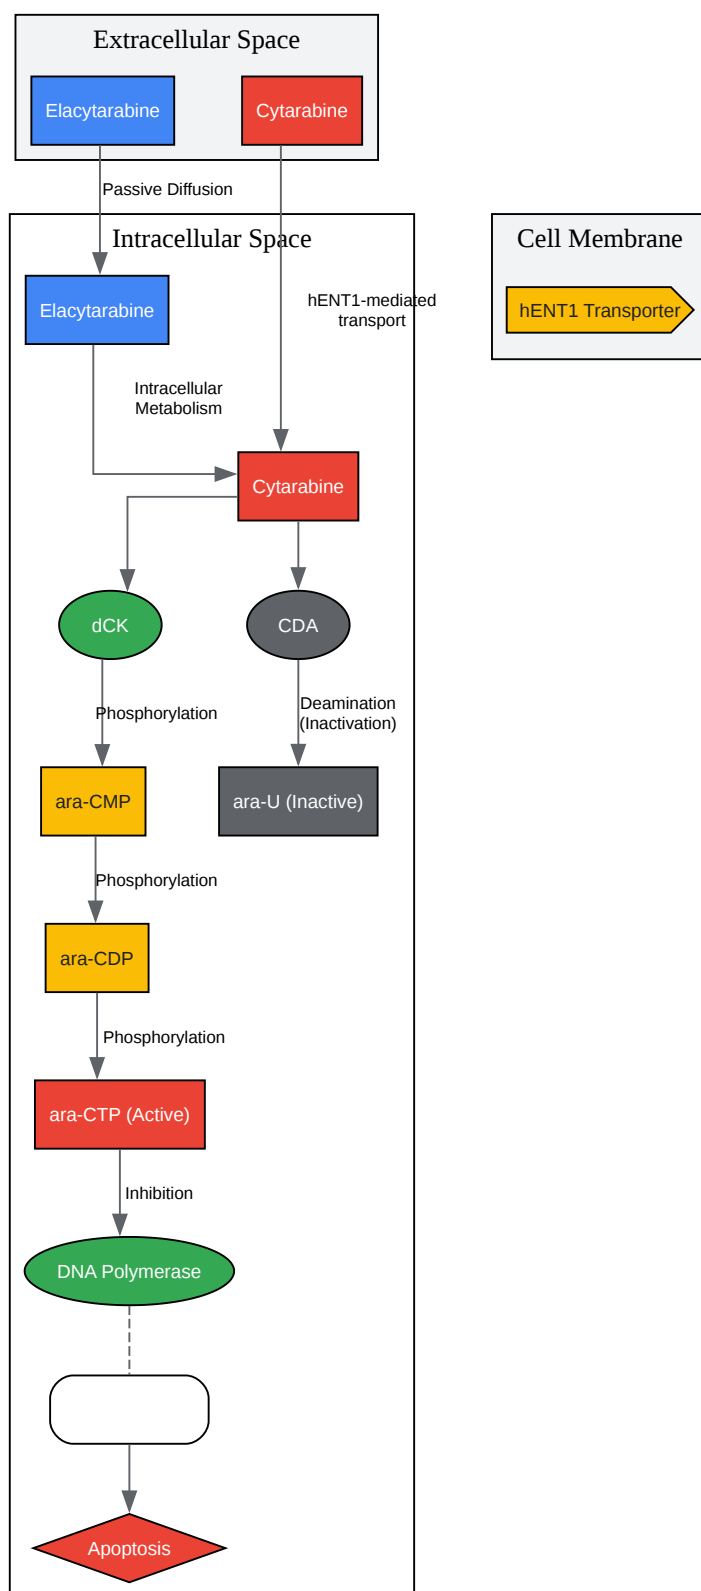 Extracellular Space
Elacytarabine
Cytarabine
Passive Diffusion
Intracellular Space
Cell Membrane
Elacytarabine
hENT1-mediated
transport
hENT1 Transporter
Intracellular
Metabolism
Cytarabine
dCK
CDA
Phosphorylation
Deamination
(Inactivation)
ara-CMP
ara-U (Inactive)
Phosphorylation
ara-CDP
Phosphorylation
ara-CTP (Active)
Inhibition
DNA Polymerase
Apoptosis